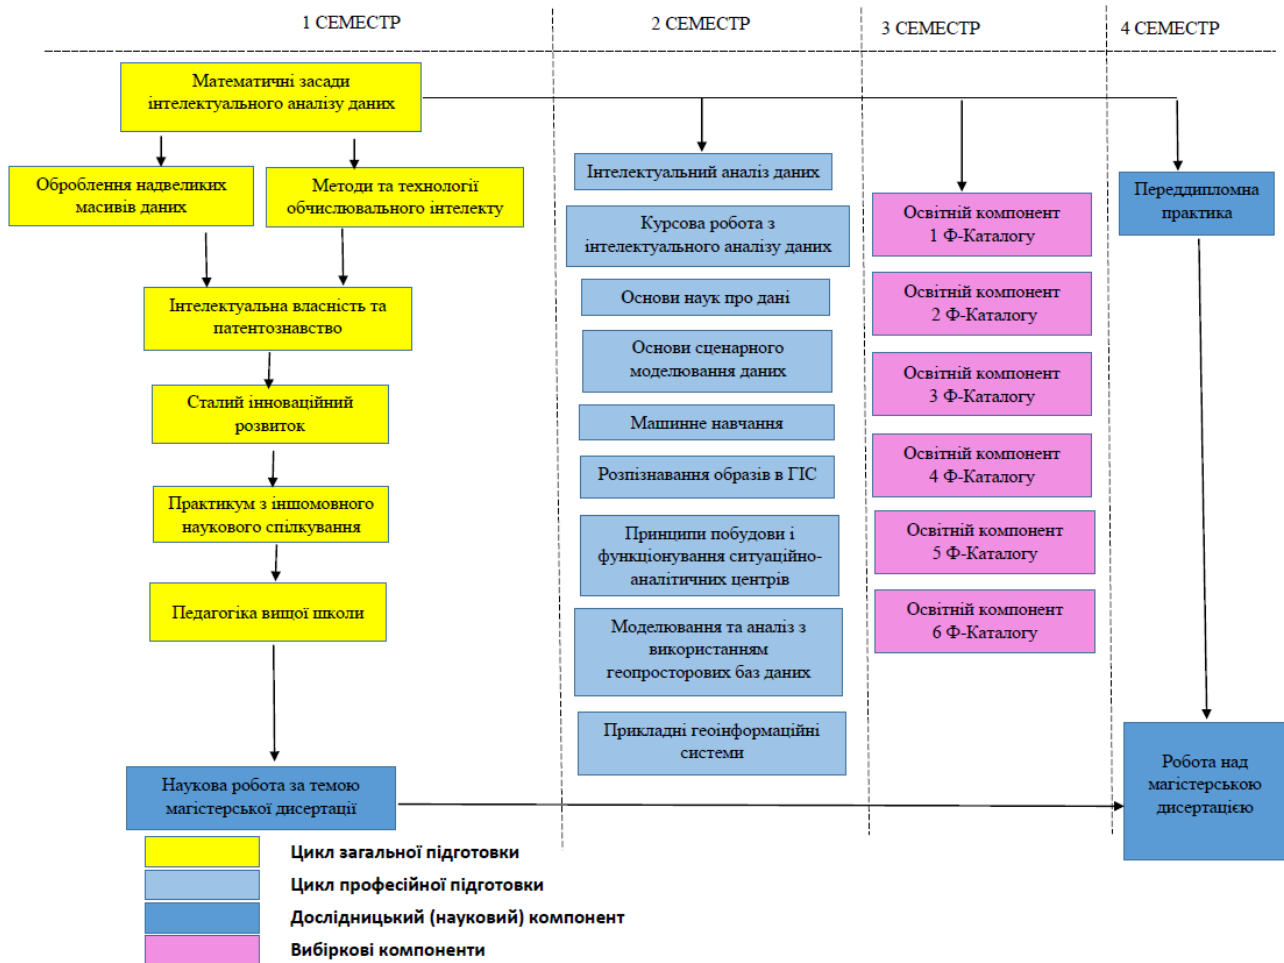 1 СЕМЕСТР
2 СЕМЕСТР
3 СЕМЕСТР
4 СЕМЕСТР
Математичні засади
інтелектуального аналізу даних
Оброблення надвеликих
масивів даних
Методи та технології
обчислювального інтелекту
Інтелектуальна власність та
патентознавство
Сталий інноваційний
розвиток
Практикум з іншомовного
наукового спілкування
Педагогіка вищої школи
Наукова робота за темою
магістерської дисертації
Інтелектуальний аналіз даних
Курсова робота з
інтелектуального аналізу даних
Основи наук про дані
Основи сценарного
моделювання даних
Машинне навчання
Розпізнавання образів в ГІС
Принципи побудови і
функціонування ситуаційно-
аналітичних центрів
Моделювання та аналіз з
використанням
геопросторових баз даних
Прикладні геоінформаційні
системи
Освітній компонент
1 Ф-Каталогу
Освітній компонент
2 Ф-Каталогу
Освітній компонент
3 Ф-Каталогу
Освітній компонент
4 Ф-Каталогу
Освітній компонент
5 Ф-Каталогу
Освітній компонент
6 Ф-Каталогу
Переддипломна
практика
Робота над
магістерською
дисертацією
Цикл загальної підготовки
Цикл професійної підготовки
Дослідницький (науковий) компонент
Вибіркові компоненти